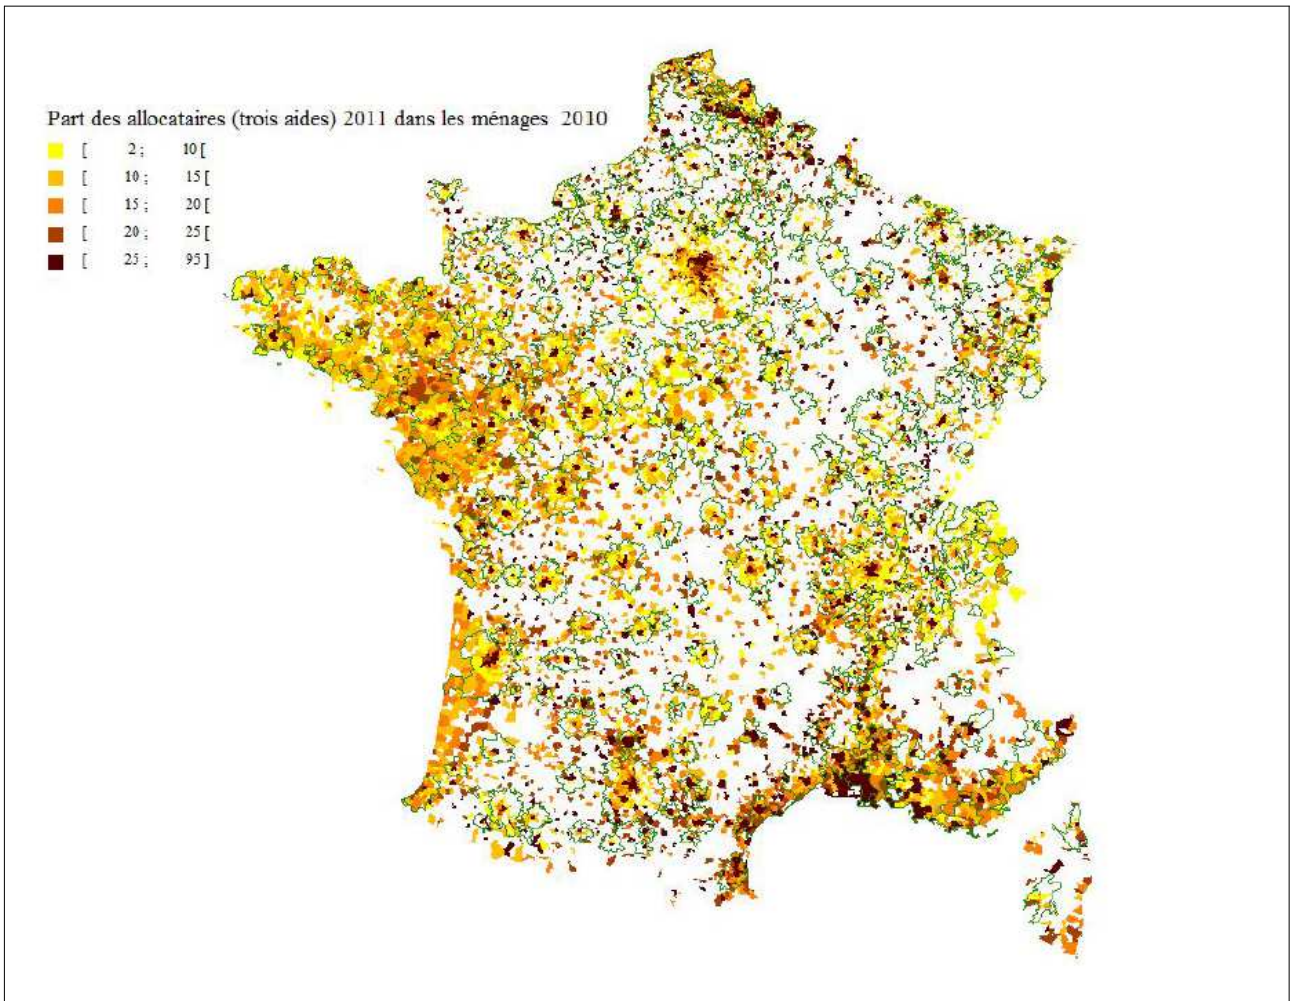 Part des allocataires (trois aides) 2011 dans les ménages 2010
[ 2 ; 10 [
[ 10 ; 15 [
[ 15 ; 20 [
[ 20 ; 25 [
[ 25 ; 95 ]